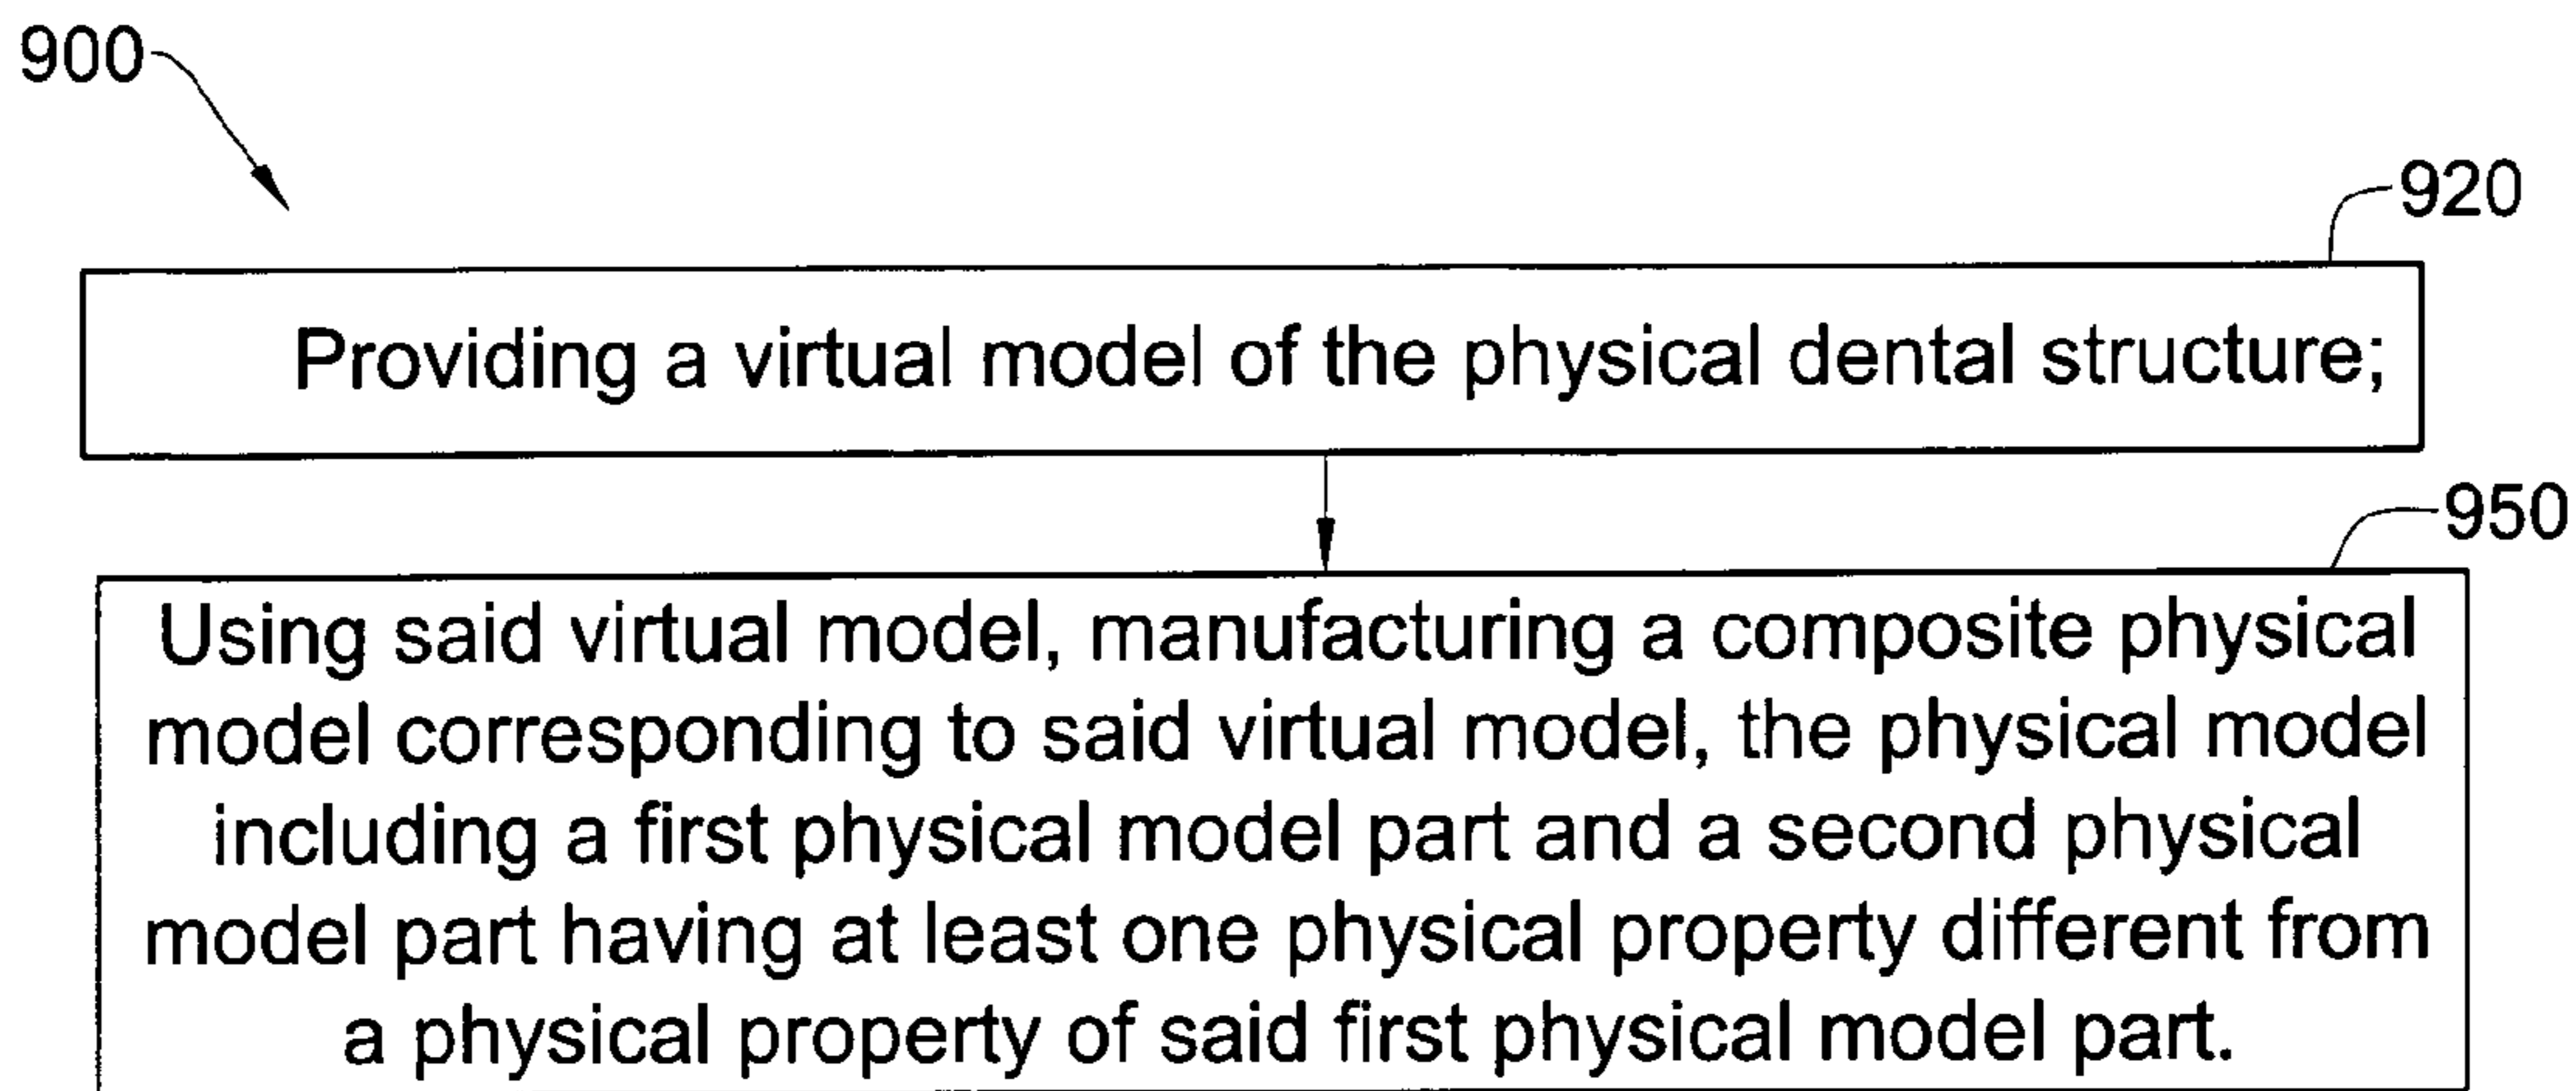 900
920
Providing a virtual model of the physical dental structure;
950
Using said virtual model, manufacturing a composite physical
model corresponding to said virtual model, the physical model
including a first physical model part and a second physical
model part having at least one physical property different from
a physical property of said first physical model part.